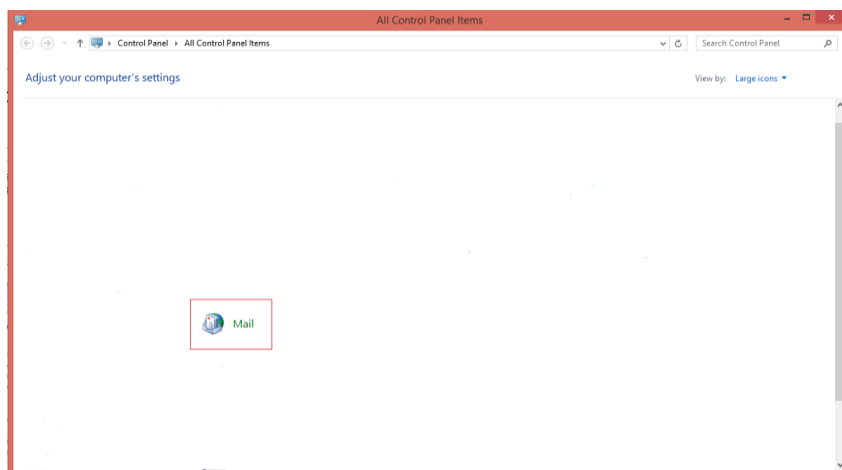 All Control Panel Items
Control Panel All Control Panel Items
Search Control Panel
Adjust your computer's settings
View by: Large icons
Mail